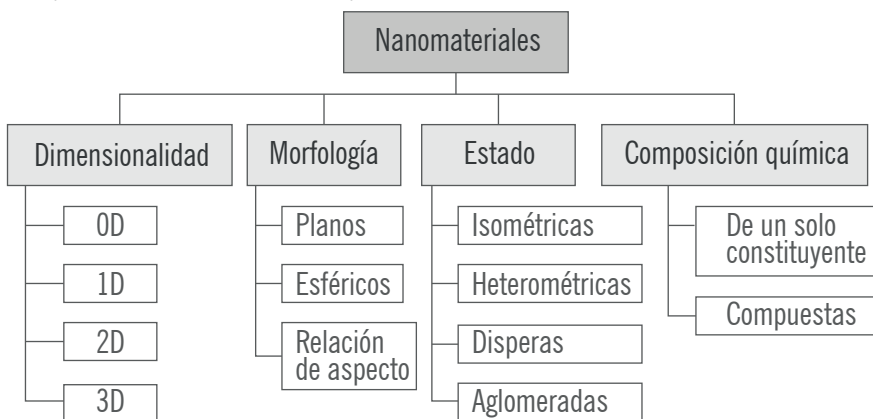 Nanomateriales
Dimensionalidad
0D
1D
2D
3D
Morfología
Planos
Esféricos
Relación
de aspecto
Estado
Isométricas
Heterométricas
Disperas
Aglomeradas
Composición química
De un solo
constituyente
Compuestas